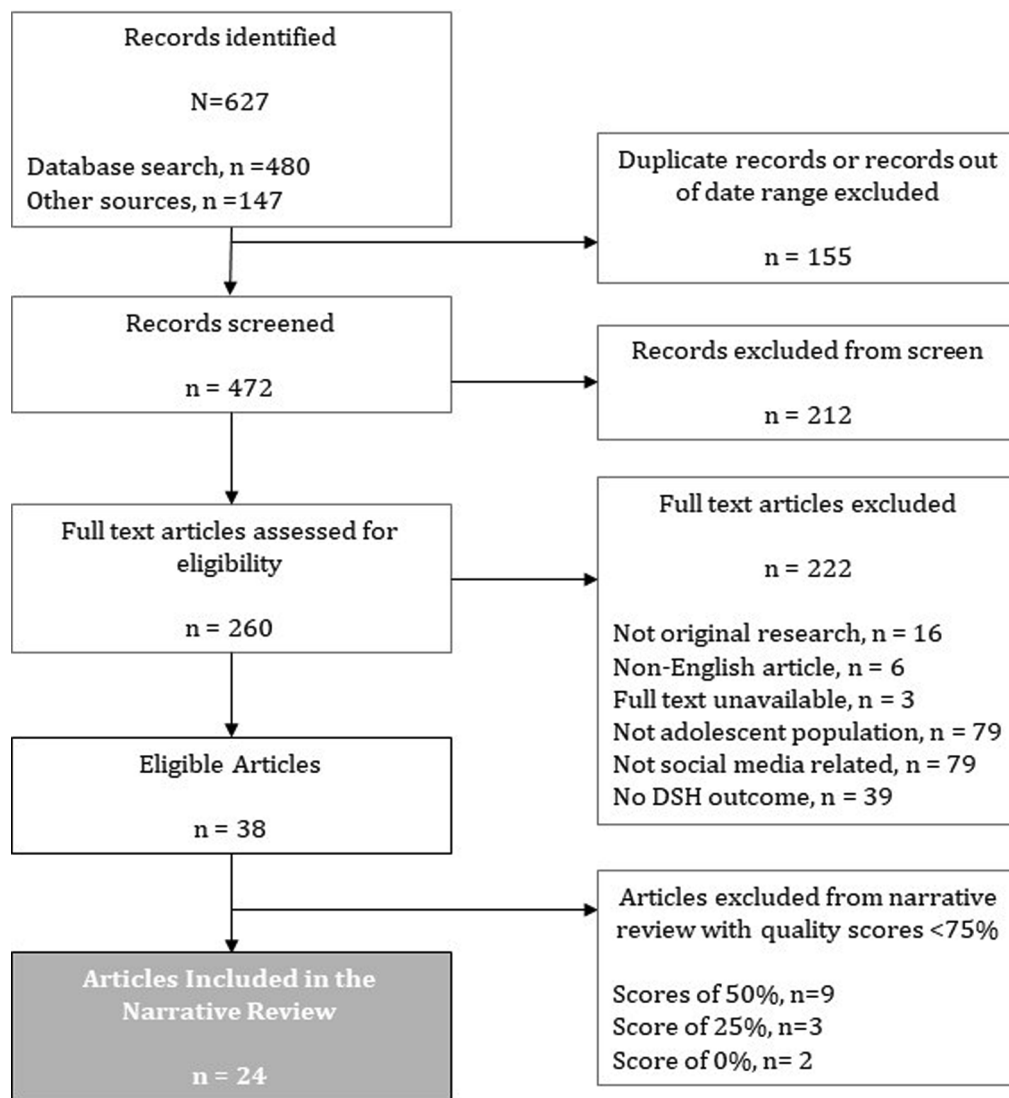 Records identified
N=627
Database search, n =480
Other sources, n =147
Duplicate records or records out
of date range excluded
n = 155
Records screened
n = 472
Records excluded from screen
n = 212
Full text articles assessed for
eligibility
n = 260
Full text articles excluded
n = 222
Not original research, n = 16
Non-English article, n = 6
Full text unavailable, n = 3
Not adolescent population, n = 79
Not social media related, n = 79
No DSH outcome, n = 39
Eligible Articles
n = 38
Articles excluded from narrative
review with quality scores <75%
Scores of 50%, n=9
Score of 25%, n=3
Score of 0%, n= 2
Articles Included in the
Narrative Review
n = 24